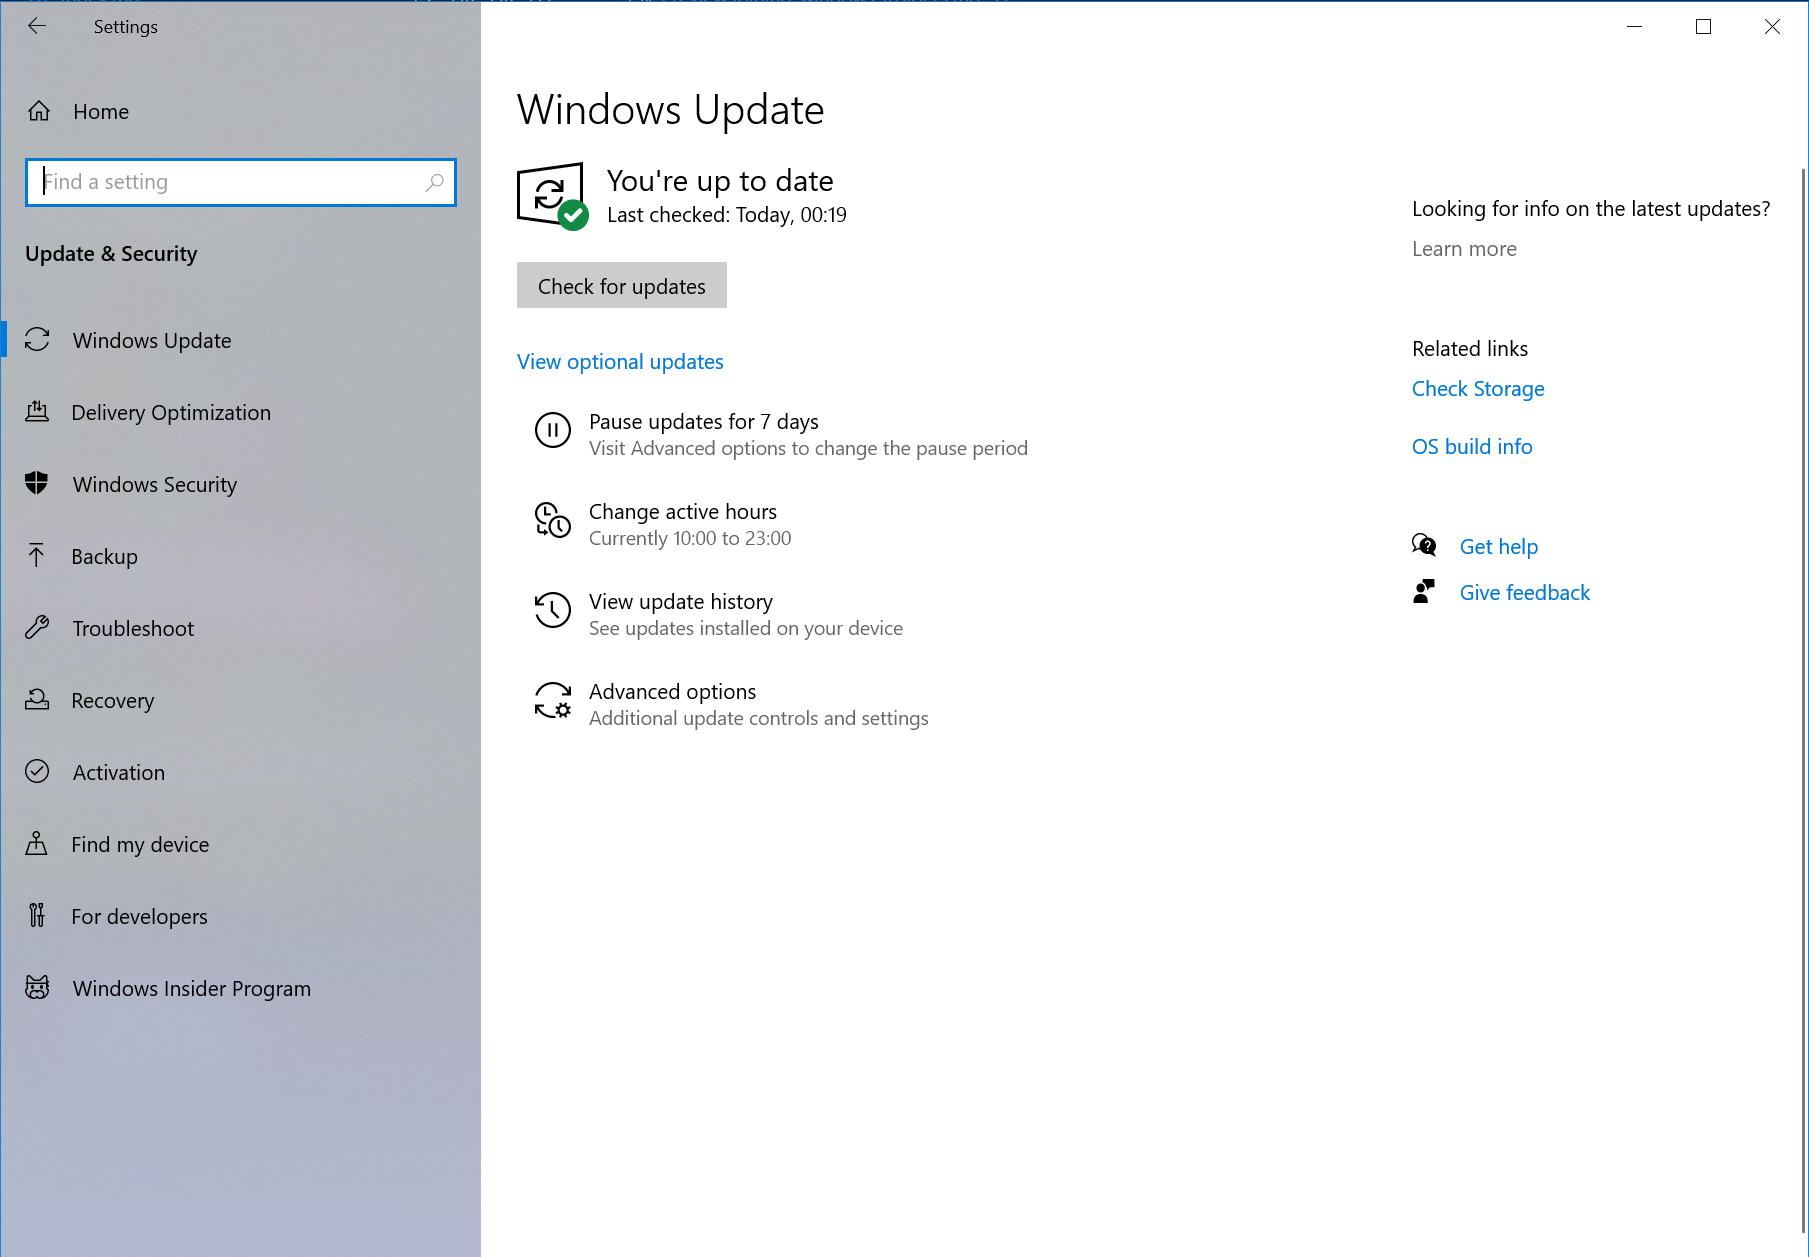 Settings
Home
Find a setting
Update & Security
Windows Update
Delivery Optimization
Windows Security
Backup
Troubleshoot
Recovery
Activation
Find my device
For developers
Windows Insider Program
Windows Update
You're up to date
Last checked: Today, 00:19
Check for updates
View optional updates
Pause updates for 7 days
Visit Advanced options to change the pause period
Change active hours
Currently 10:00 to 23:00
View update history
See updates installed on your device
Advanced options
Additional update controls and settings
Looking for info on the latest updates?
Learn more
Related links
Check Storage
OS build info
Get help
Give feedback